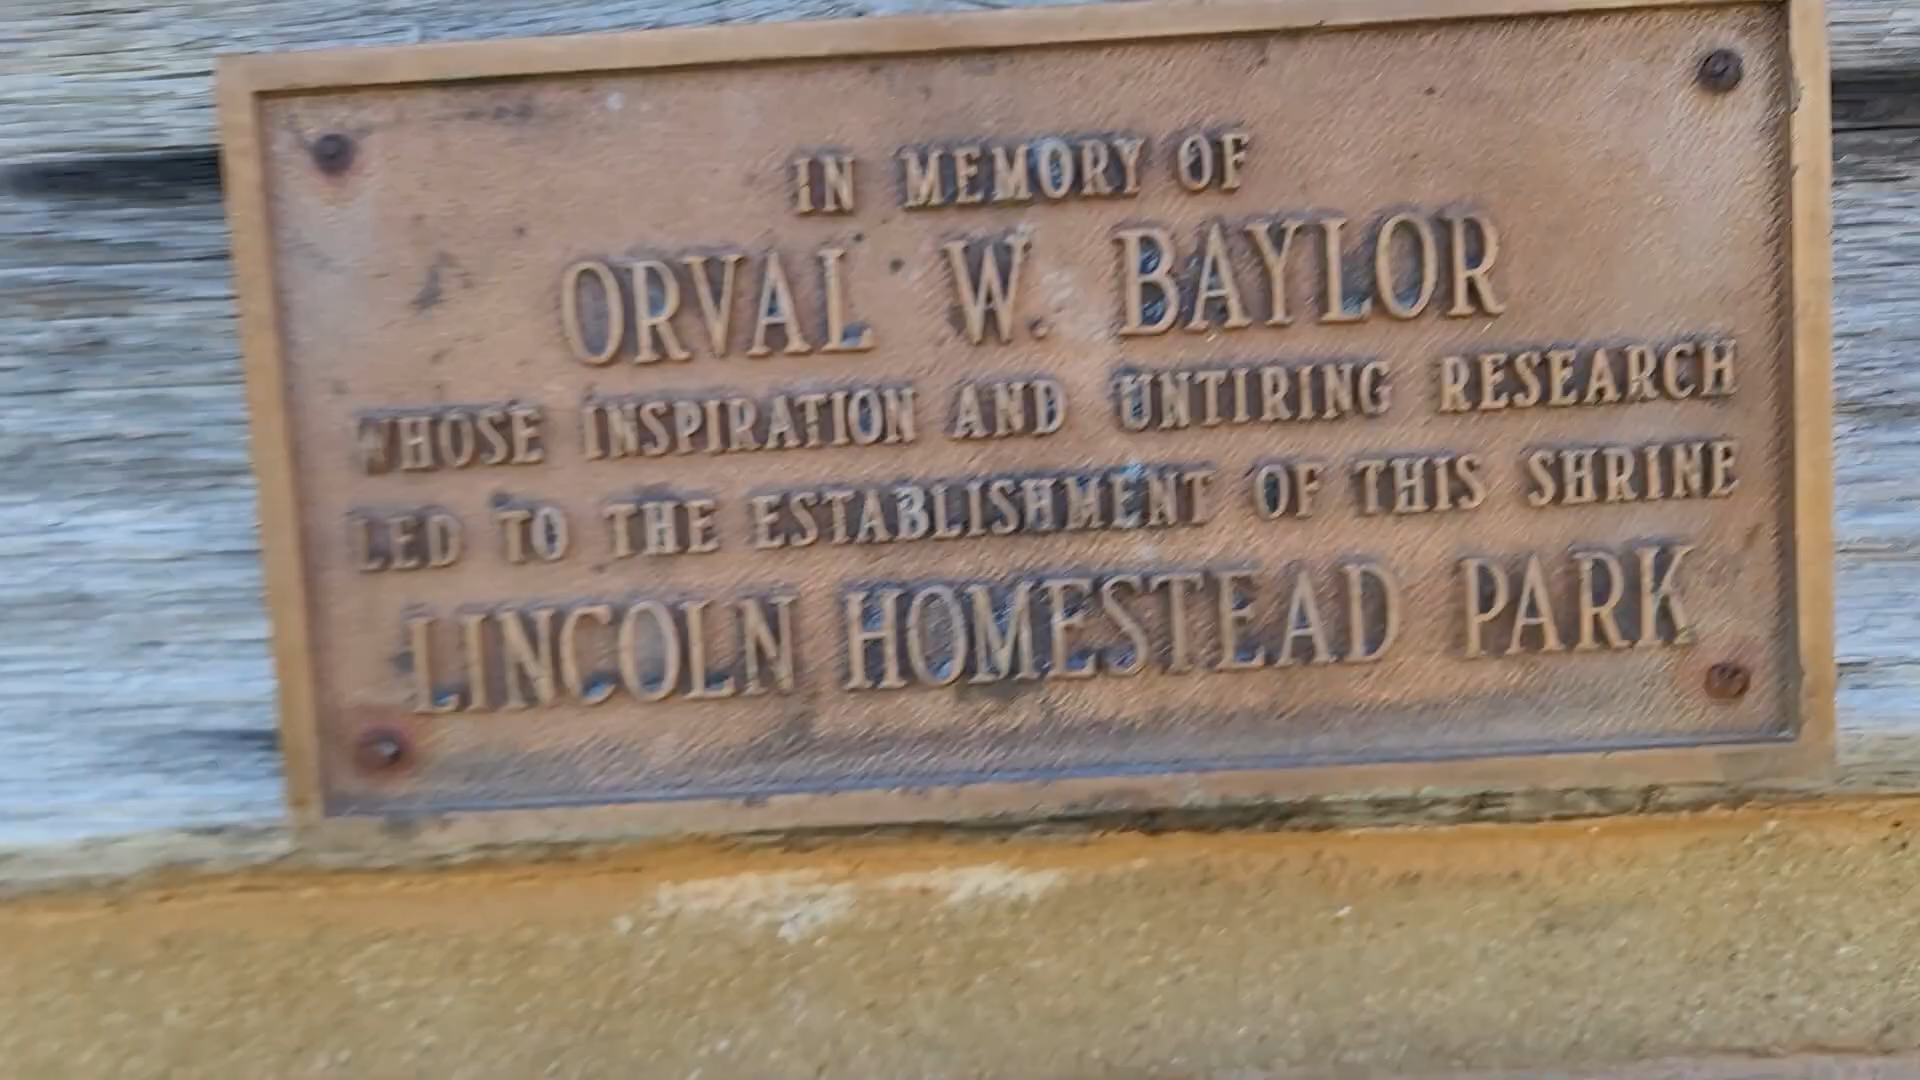 IN MEMORY OF
ORVAL W. BAYLOR
WHOSE INSPIRATION AND UNTIRING RESEARCH
LED TO THE ESTABLISHMENT OF THIS SHRINE
LINCOLN HOMESTEAD PARK